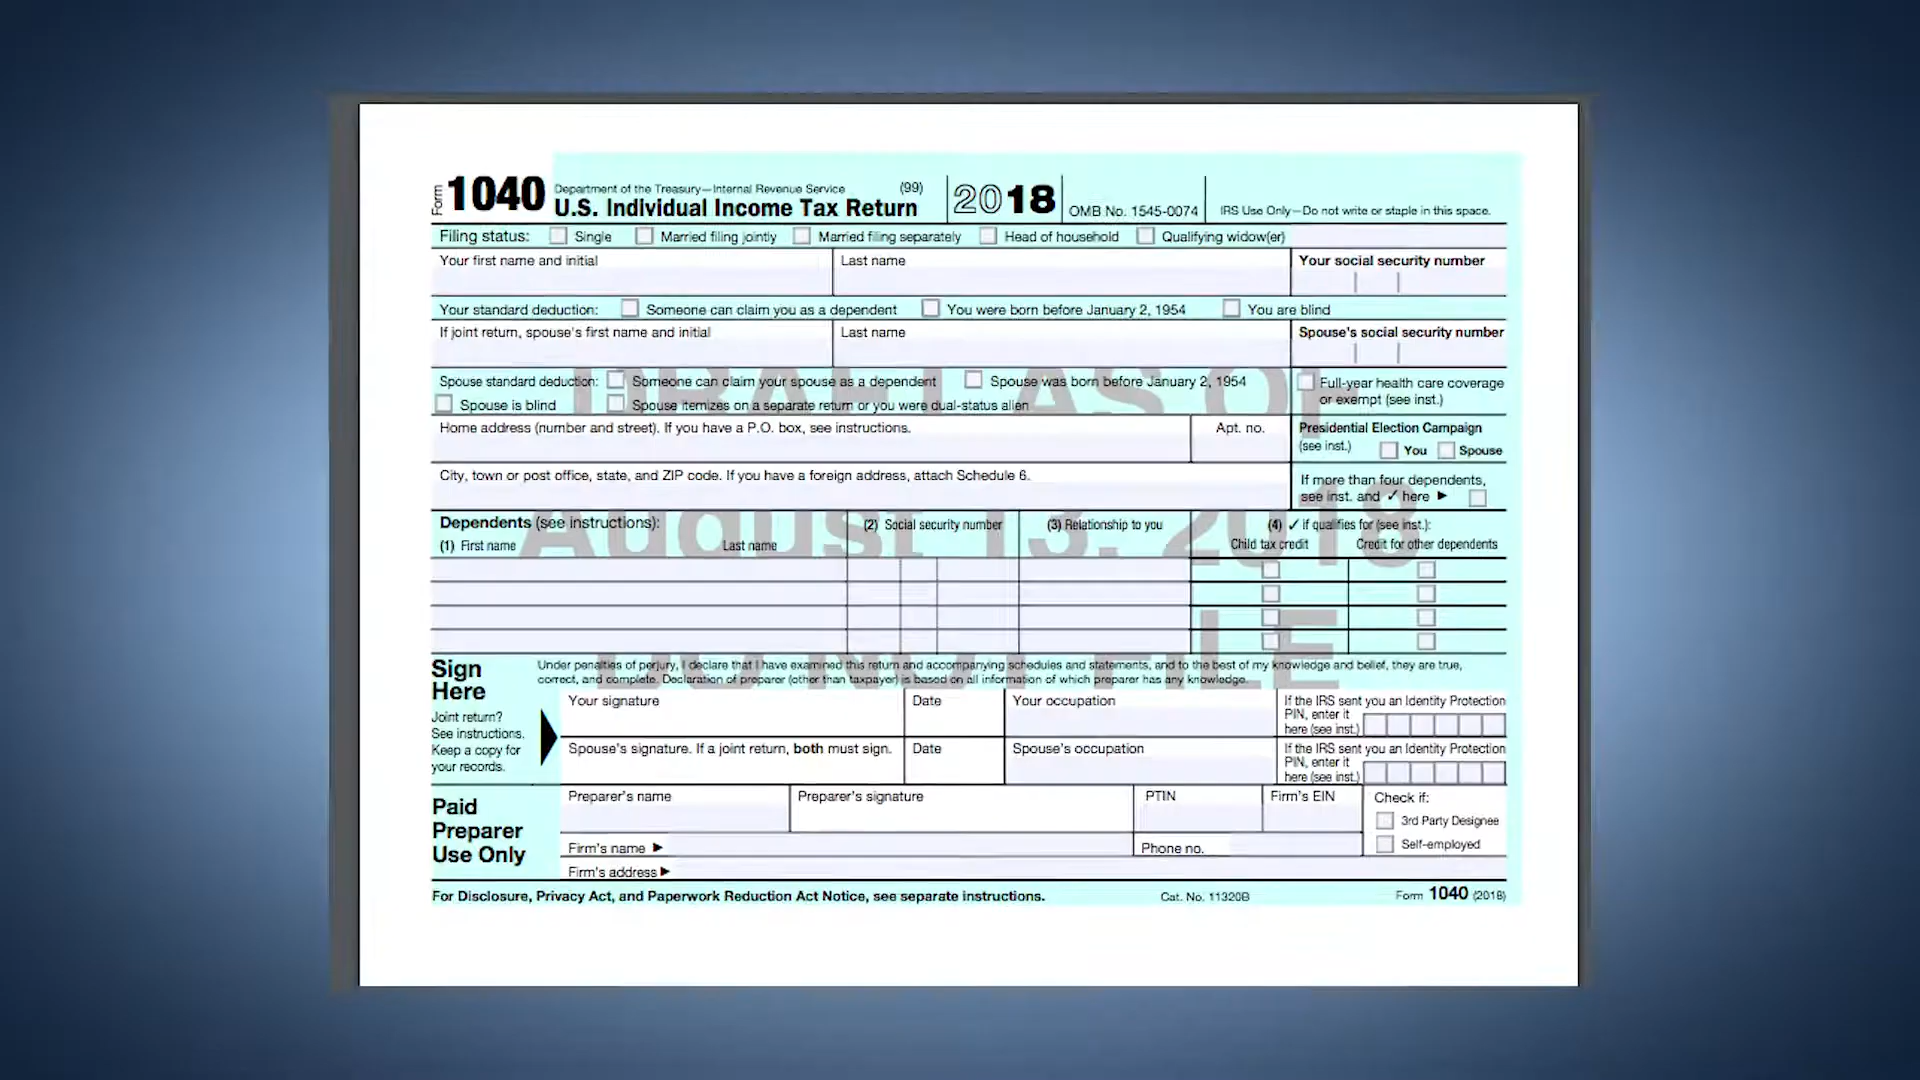 Form 1040 Department of the Treasury—Internal Revenue Service (99)
U.S. Individual Income Tax Return 2018 OMB No. 1545-0074 IRS Use Only—Do not write or staple in this space.
Filing status: Single Married filing jointly Married filing separately Head of household Qualifying widow(er)
Your first name and initial Last name Your social security number
Your standard deduction: Someone can claim you as a dependent You were born before January 2, 1954 You are blind
If joint return, spouse's first name and initial Last name Spouse's social security number
DRAFT AS OF
Spouse standard deduction: Someone can claim your spouse as a dependent Spouse was born before January 2, 1954
Spouse is blind Spouse itemizes on a separate return or you were dual-status alien
Full-year health care coverage
or exempt (see inst.)
Home address (number and street). If you have a P.O. box, see instructions. Apt. no.
Presidential Election Campaign
(see inst.) You Spouse
City, town or post office, state, and ZIP code. If you have a foreign address, attach Schedule 6.
If more than four dependents,
see inst. and ✓ here ►
August 13, 2018
Dependents (see instructions): (2) Social security number (3) Relationship to you (4) ✓ if qualifies for (see inst.):
(1) First name Last name Child tax credit Credit for other dependents
DO NOT FILE
Sign
Here
Under penalties of perjury, I declare that I have examined this return and accompanying schedules and statements, and to the best of my knowledge and belief, they are true,
correct, and complete. Declaration of preparer (other than taxpayer) is based on all information of which preparer has any knowledge.
Joint return?
See instructions.
Keep a copy for
your records.
Your signature Date Your occupation
If the IRS sent you an Identity Protection
PIN, enter it
here (see inst.)
Spouse's signature. If a joint return, both must sign. Date Spouse's occupation
If the IRS sent you an Identity Protection
PIN, enter it
here (see inst.)
Paid
Preparer
Use Only
Preparer's name Preparer's signature PTIN Firm's EIN Check if:
3rd Party Designee
Self-employed
Firm's name ► Phone no.
Firm's address ►
For Disclosure, Privacy Act, and Paperwork Reduction Act Notice, see separate instructions. Cat. No. 11320B Form 1040 (2018)